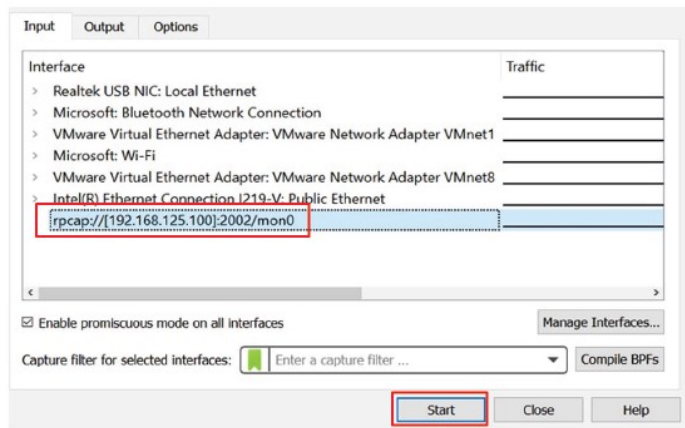 Input Output Options
Interface Traffic
Realtek USB NIC: Local Ethernet
Microsoft: Bluetooth Network Connection
VMware Virtual Ethernet Adapter: VMware Network Adapter VMnet1
Microsoft: Wi-Fi
VMware Virtual Ethernet Adapter: VMware Network Adapter VMnet8
Intel(R) Ethernet Connection I219-V: Public Ethernet
rpcap://[192.168.125.100]:2002/mon0
Enable promiscuous mode on all interfaces Manage Interfaces...
Capture filter for selected interfaces: Enter a capture filter ... Compile BPFs
Start Close Help